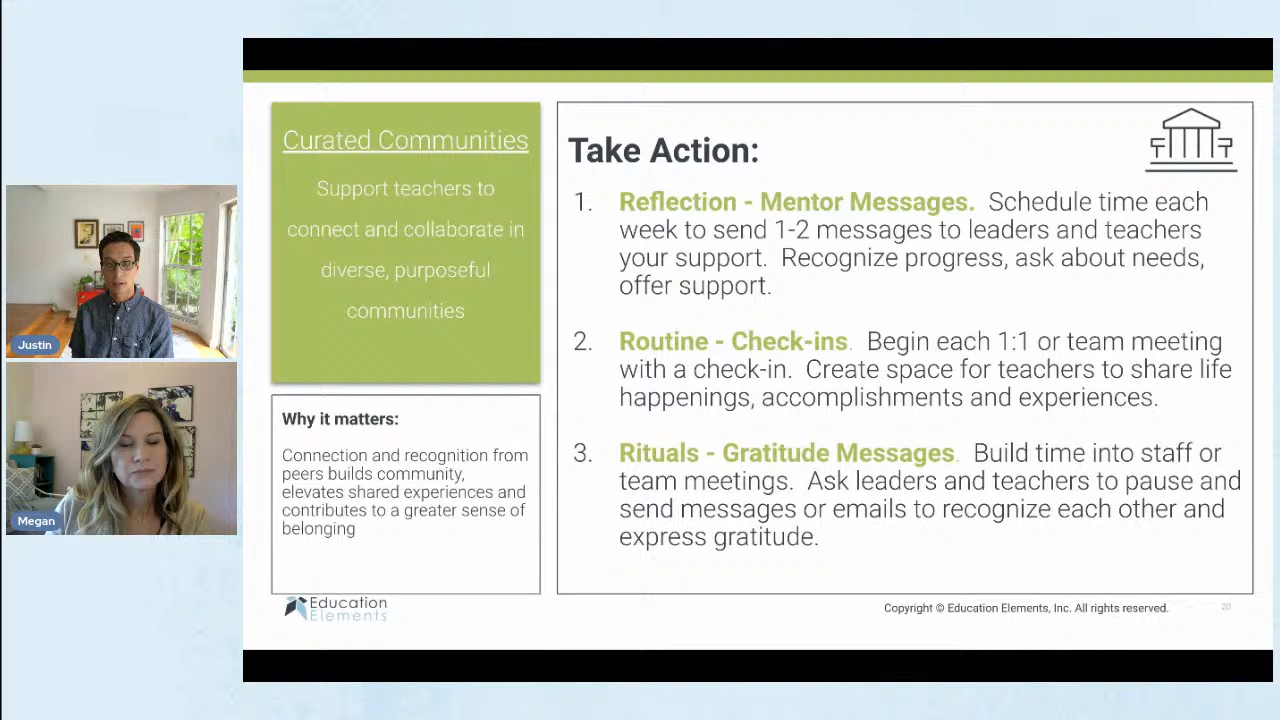 Curated Communities
Support teachers to
connect and collaborate in
diverse, purposeful
communities
Why it matters:
Connection and recognition from
peers builds community,
elevates shared experiences and
contributes to a greater sense of
belonging
Take Action:
1. Reflection - Mentor Messages. Schedule time each
week to send 1-2 messages to leaders and teachers
your support. Recognize progress, ask about needs,
offer support.
2. Routine - Check-ins. Begin each 1:1 or team meeting
with a check-in. Create space for teachers to share life
happenings, accomplishments and experiences.
3. Rituals - Gratitude Messages. Build time into staff or
team meetings. Ask leaders and teachers to pause and
send messages or emails to recognize each other and
express gratitude.
Justin
Megan
Education
Elements
Copyright © Education Elements, Inc. All rights reserved.
20